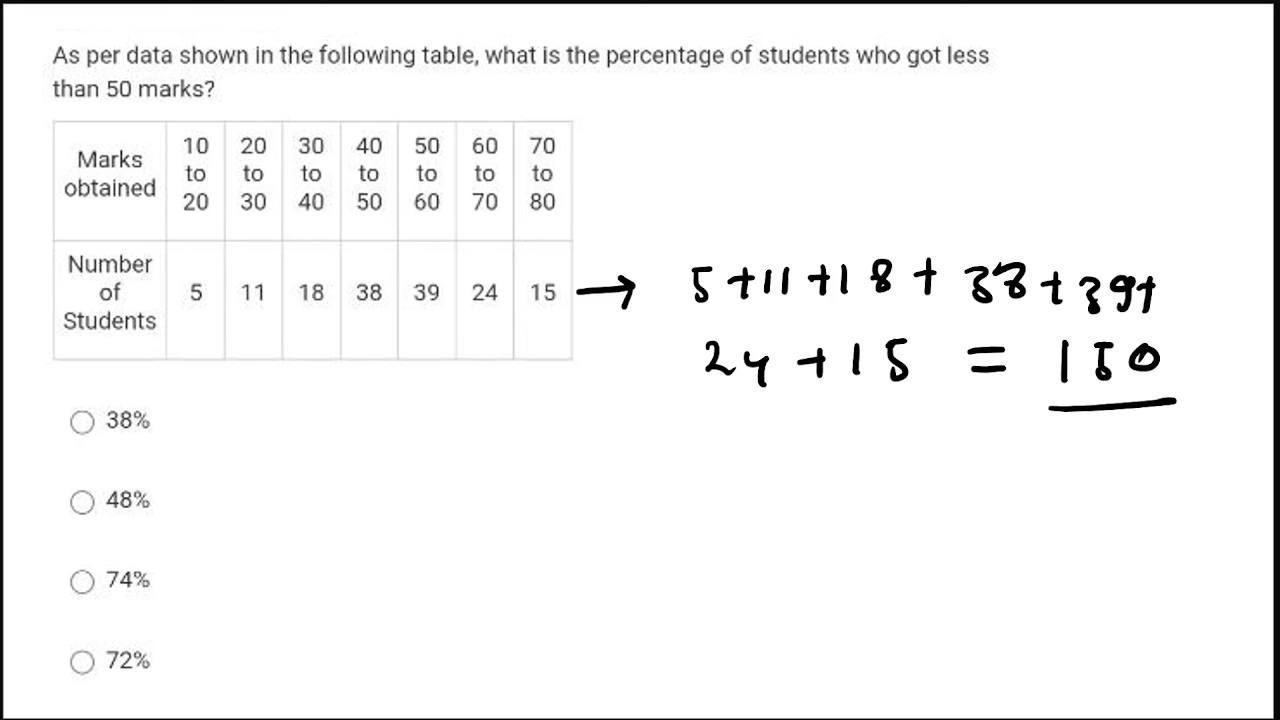 As per data shown in the following table, what is the percentage of students who got less
than 50 marks?
Marks obtained 10 to 20 20 to 30 30 to 40 40 to 50 50 to 60 60 to 70 70 to 80
Number of Students 5 11 18 38 39 24 15 →
5+11+18+38+39+
24+15 = 150
38%
48%
74%
72%